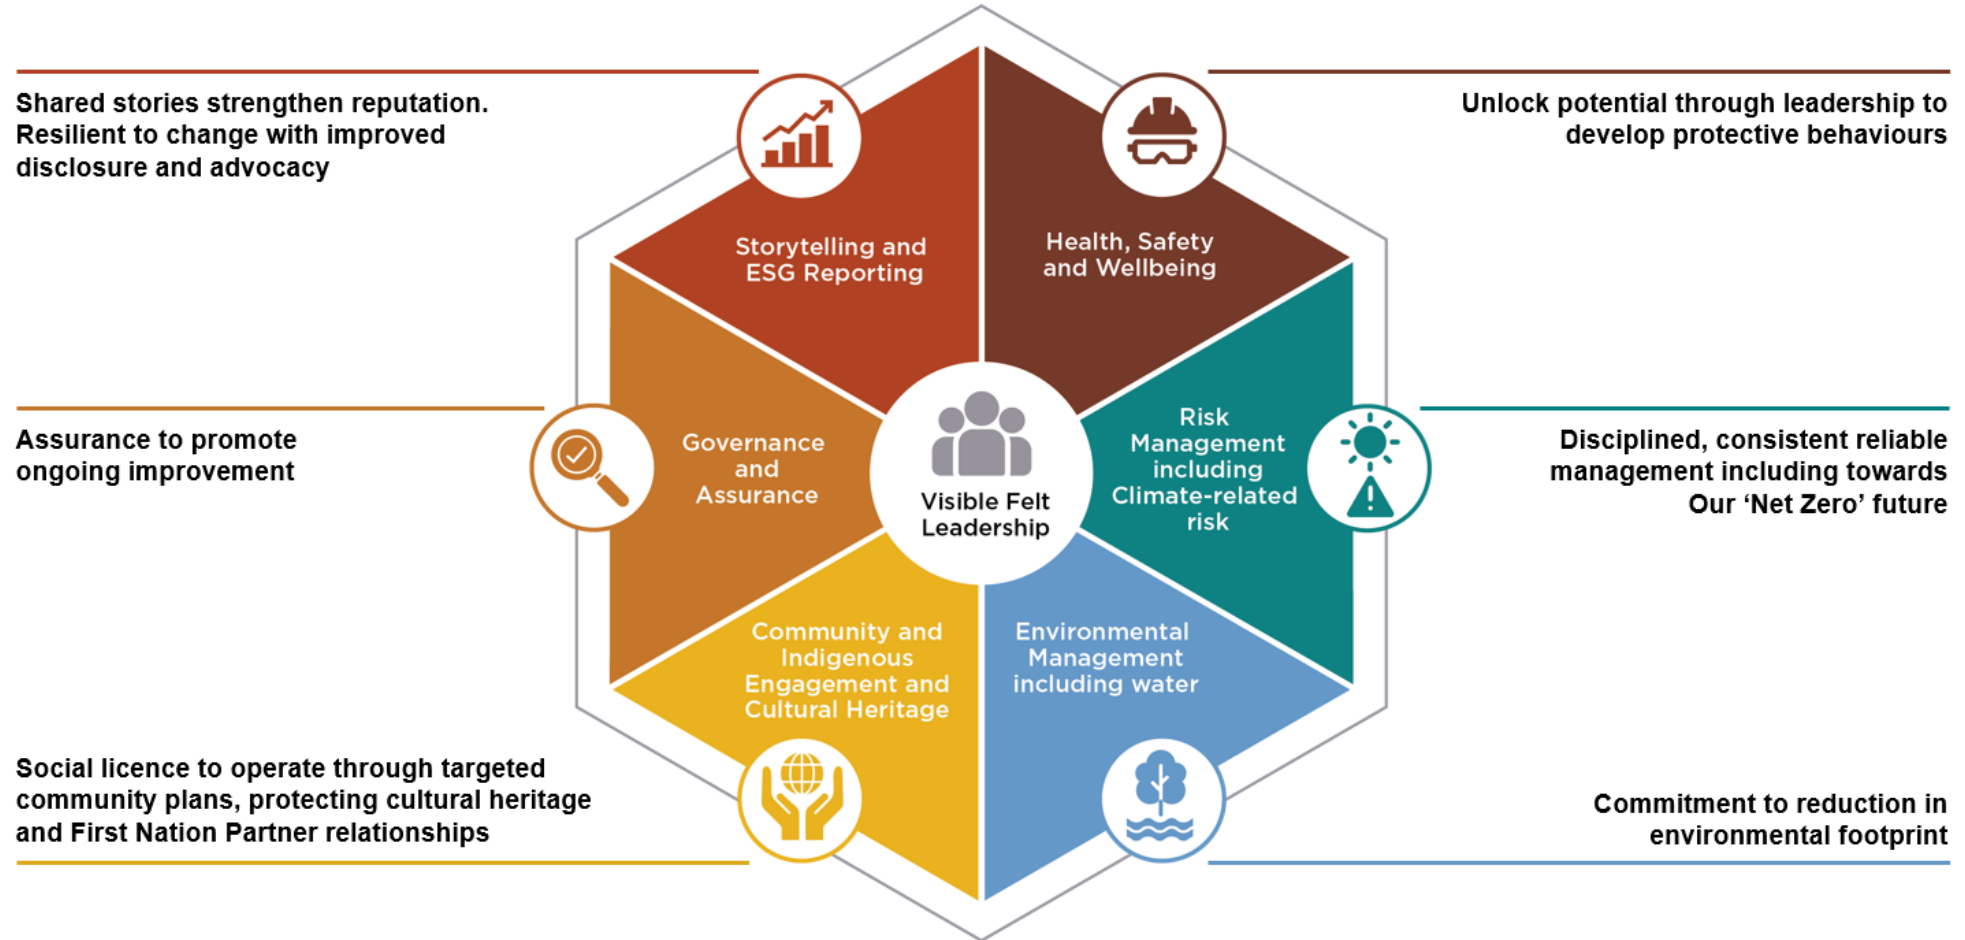 Shared stories strengthen reputation.
Resilient to change with improved
disclosure and advocacy
Unlock potential through leadership to
develop protective behaviours
Storytelling and
ESG Reporting
Health, Safety
and Wellbeing
Assurance to promote
ongoing improvement
Governance
and
Assurance
Visible Felt
Leadership
Risk
Management
including
Climate-related
risk
Disciplined, consistent reliable
management including towards
Our ‘Net Zero’ future
Community and
Indigenous
Engagement and
Cultural Heritage
Environmental
Management
including water
Social licence to operate through targeted
community plans, protecting cultural heritage
and First Nation Partner relationships
Commitment to reduction in
environmental footprint